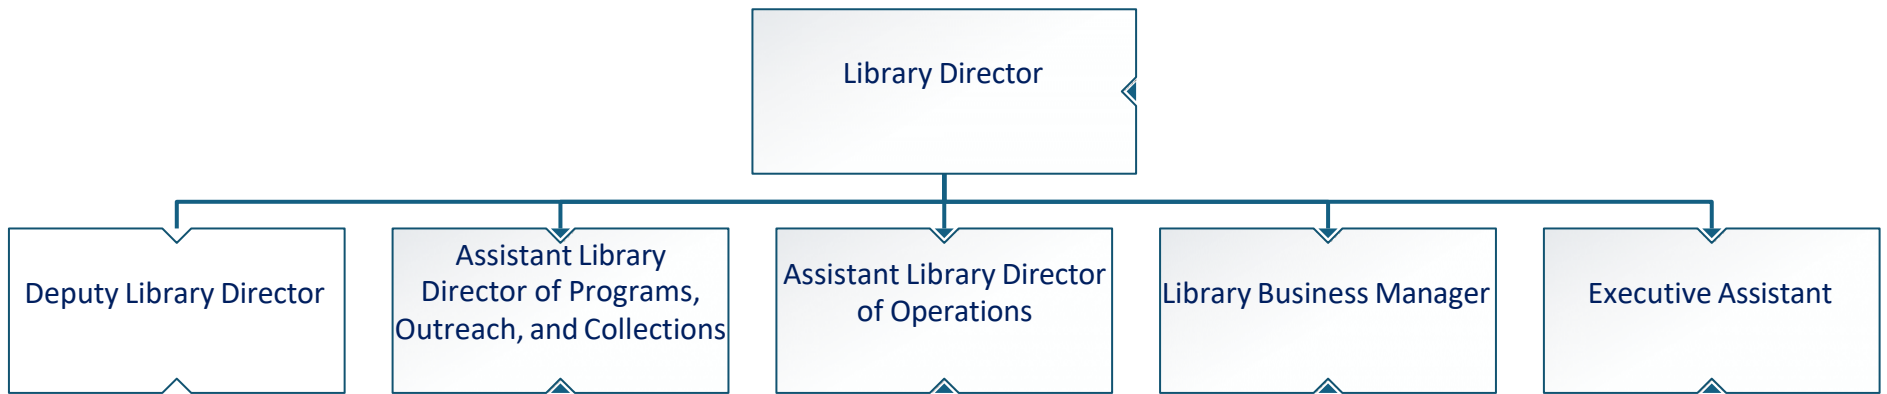 Library Director
Deputy Library Director
Assistant Library
Director of Programs,
Outreach, and Collections
Assistant Library Director
of Operations
Library Business Manager
Executive Assistant